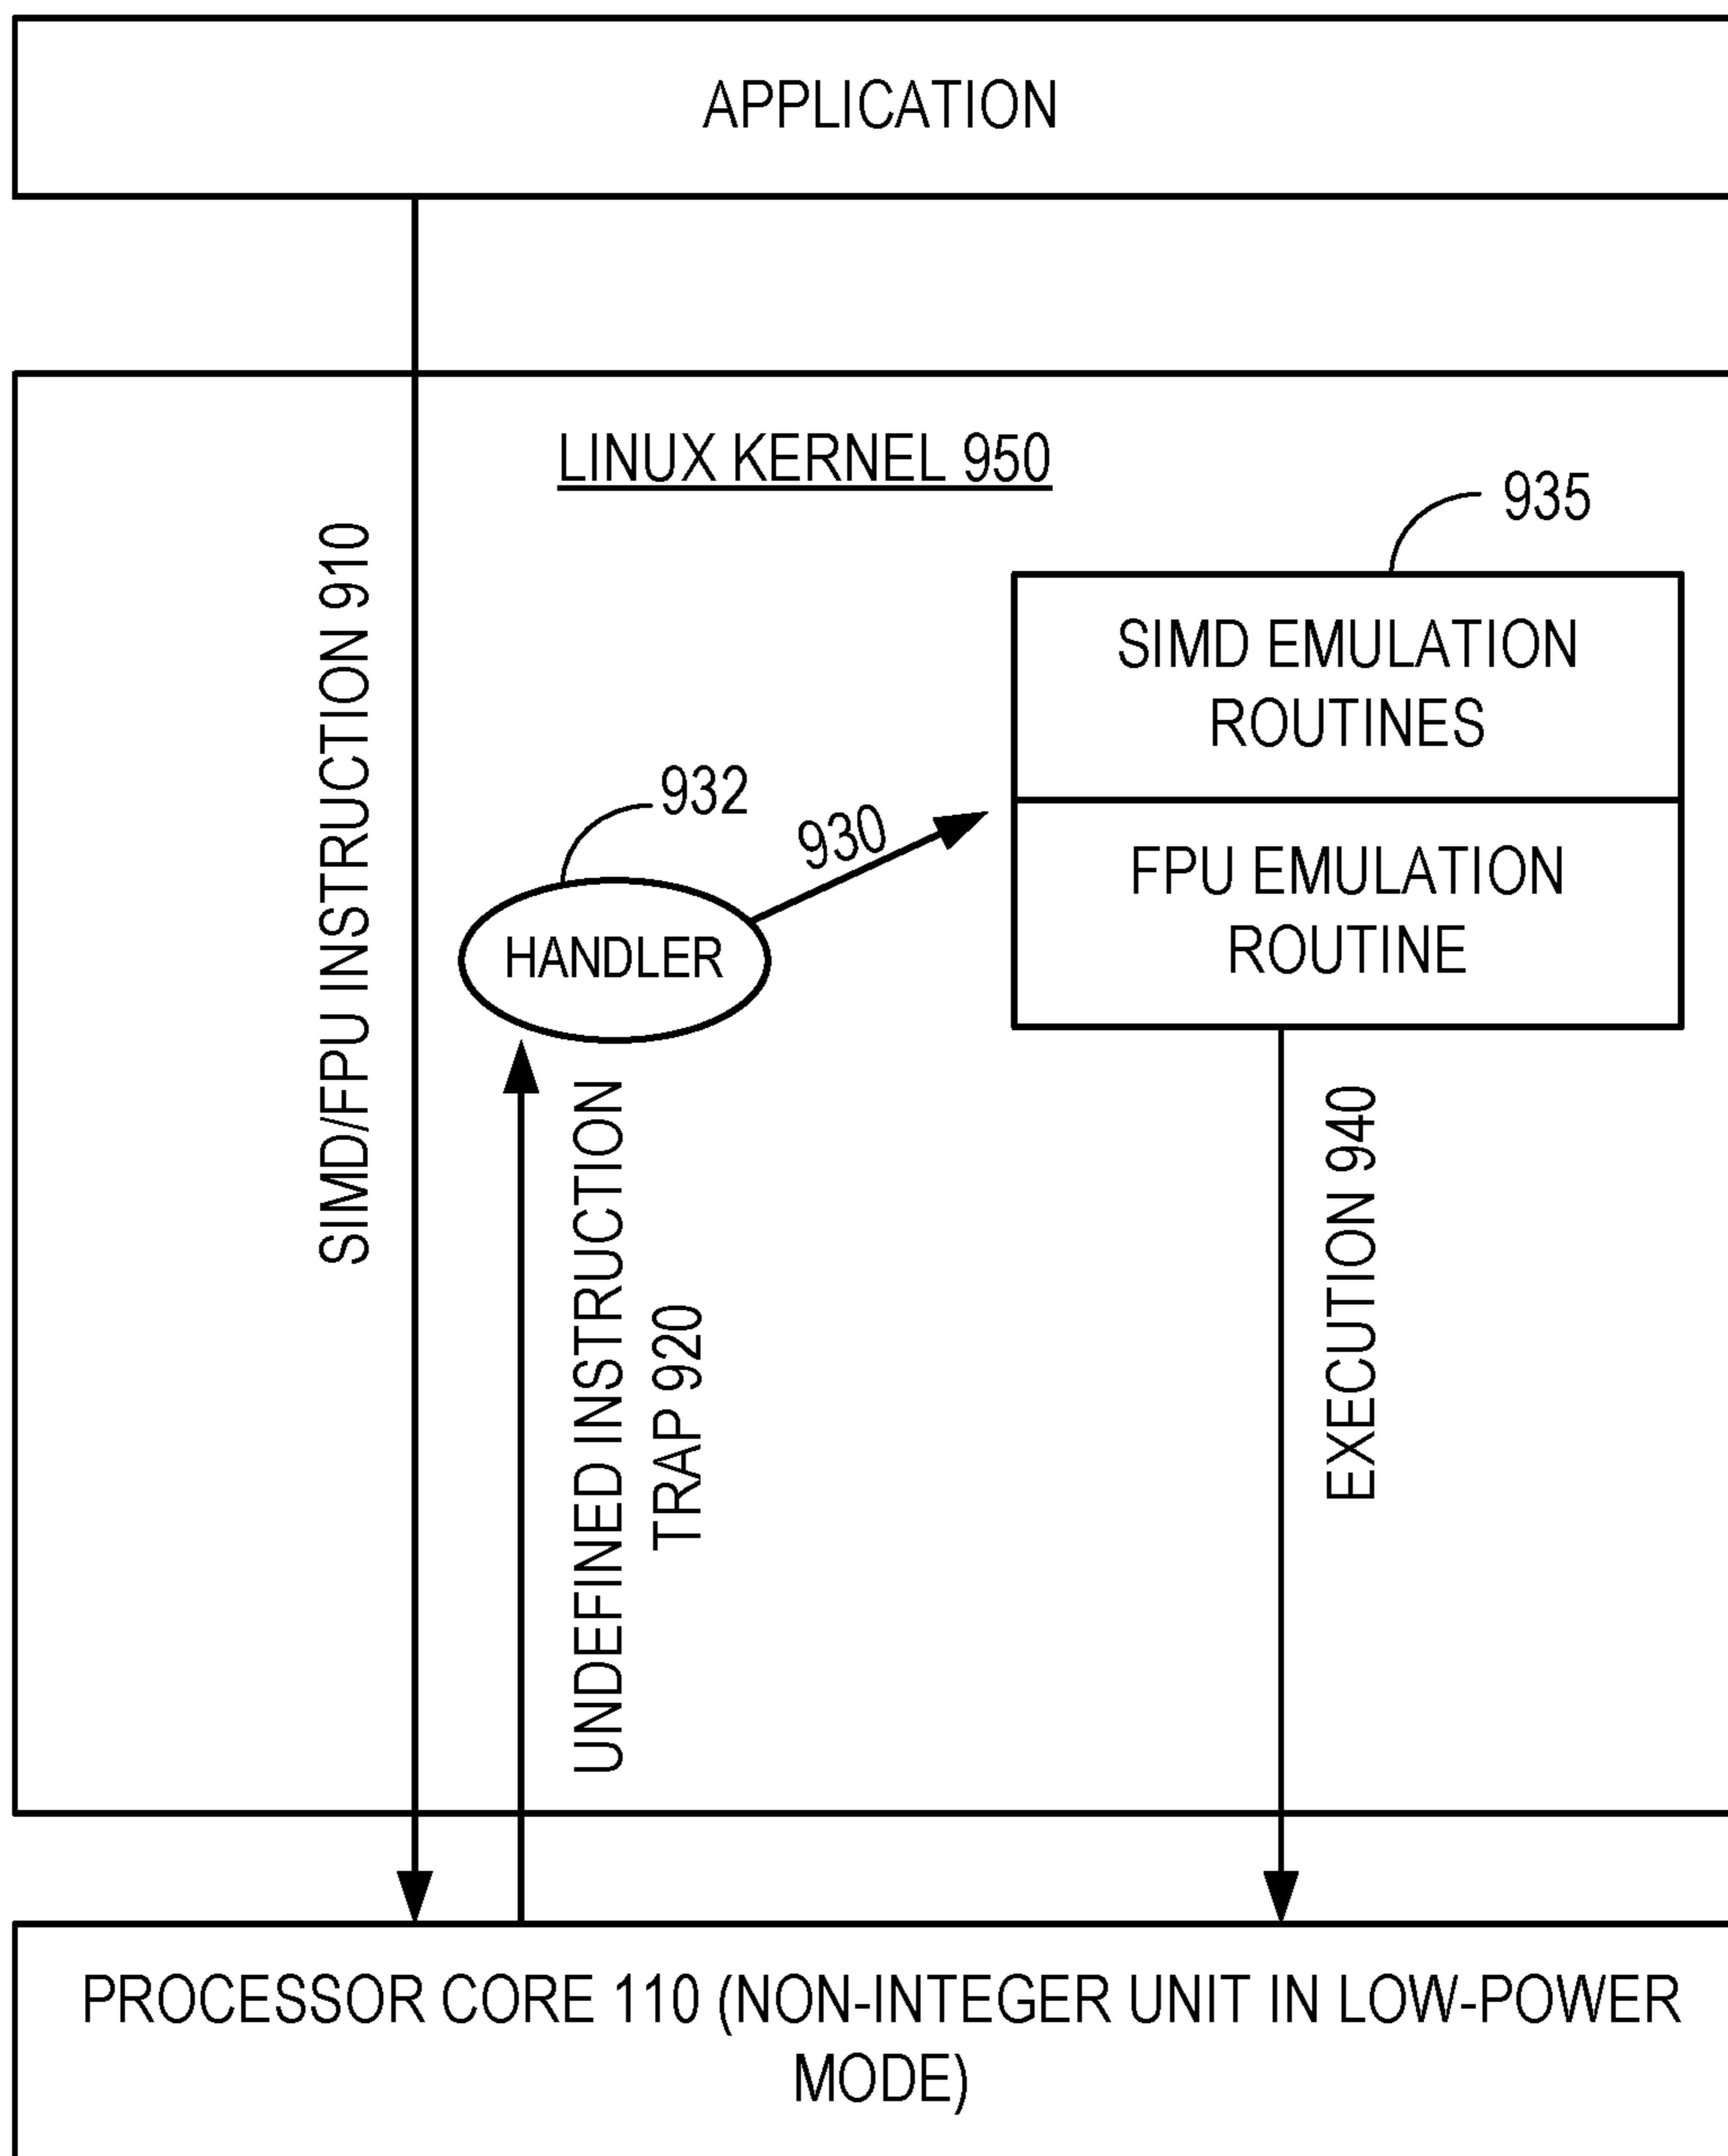 APPLICATION
LINUX KERNEL 950
935
SIMD EMULATION
ROUTINES
932
930
FPU EMULATION
ROUTINE
HANDLER
SIMD/FPU INSTRUCTION 910
UNDEFINED INSTRUCTION
TRAP 920
EXECUTION 940
PROCESSOR CORE 110 (NON-INTEGER UNIT IN LOW-POWER
MODE)